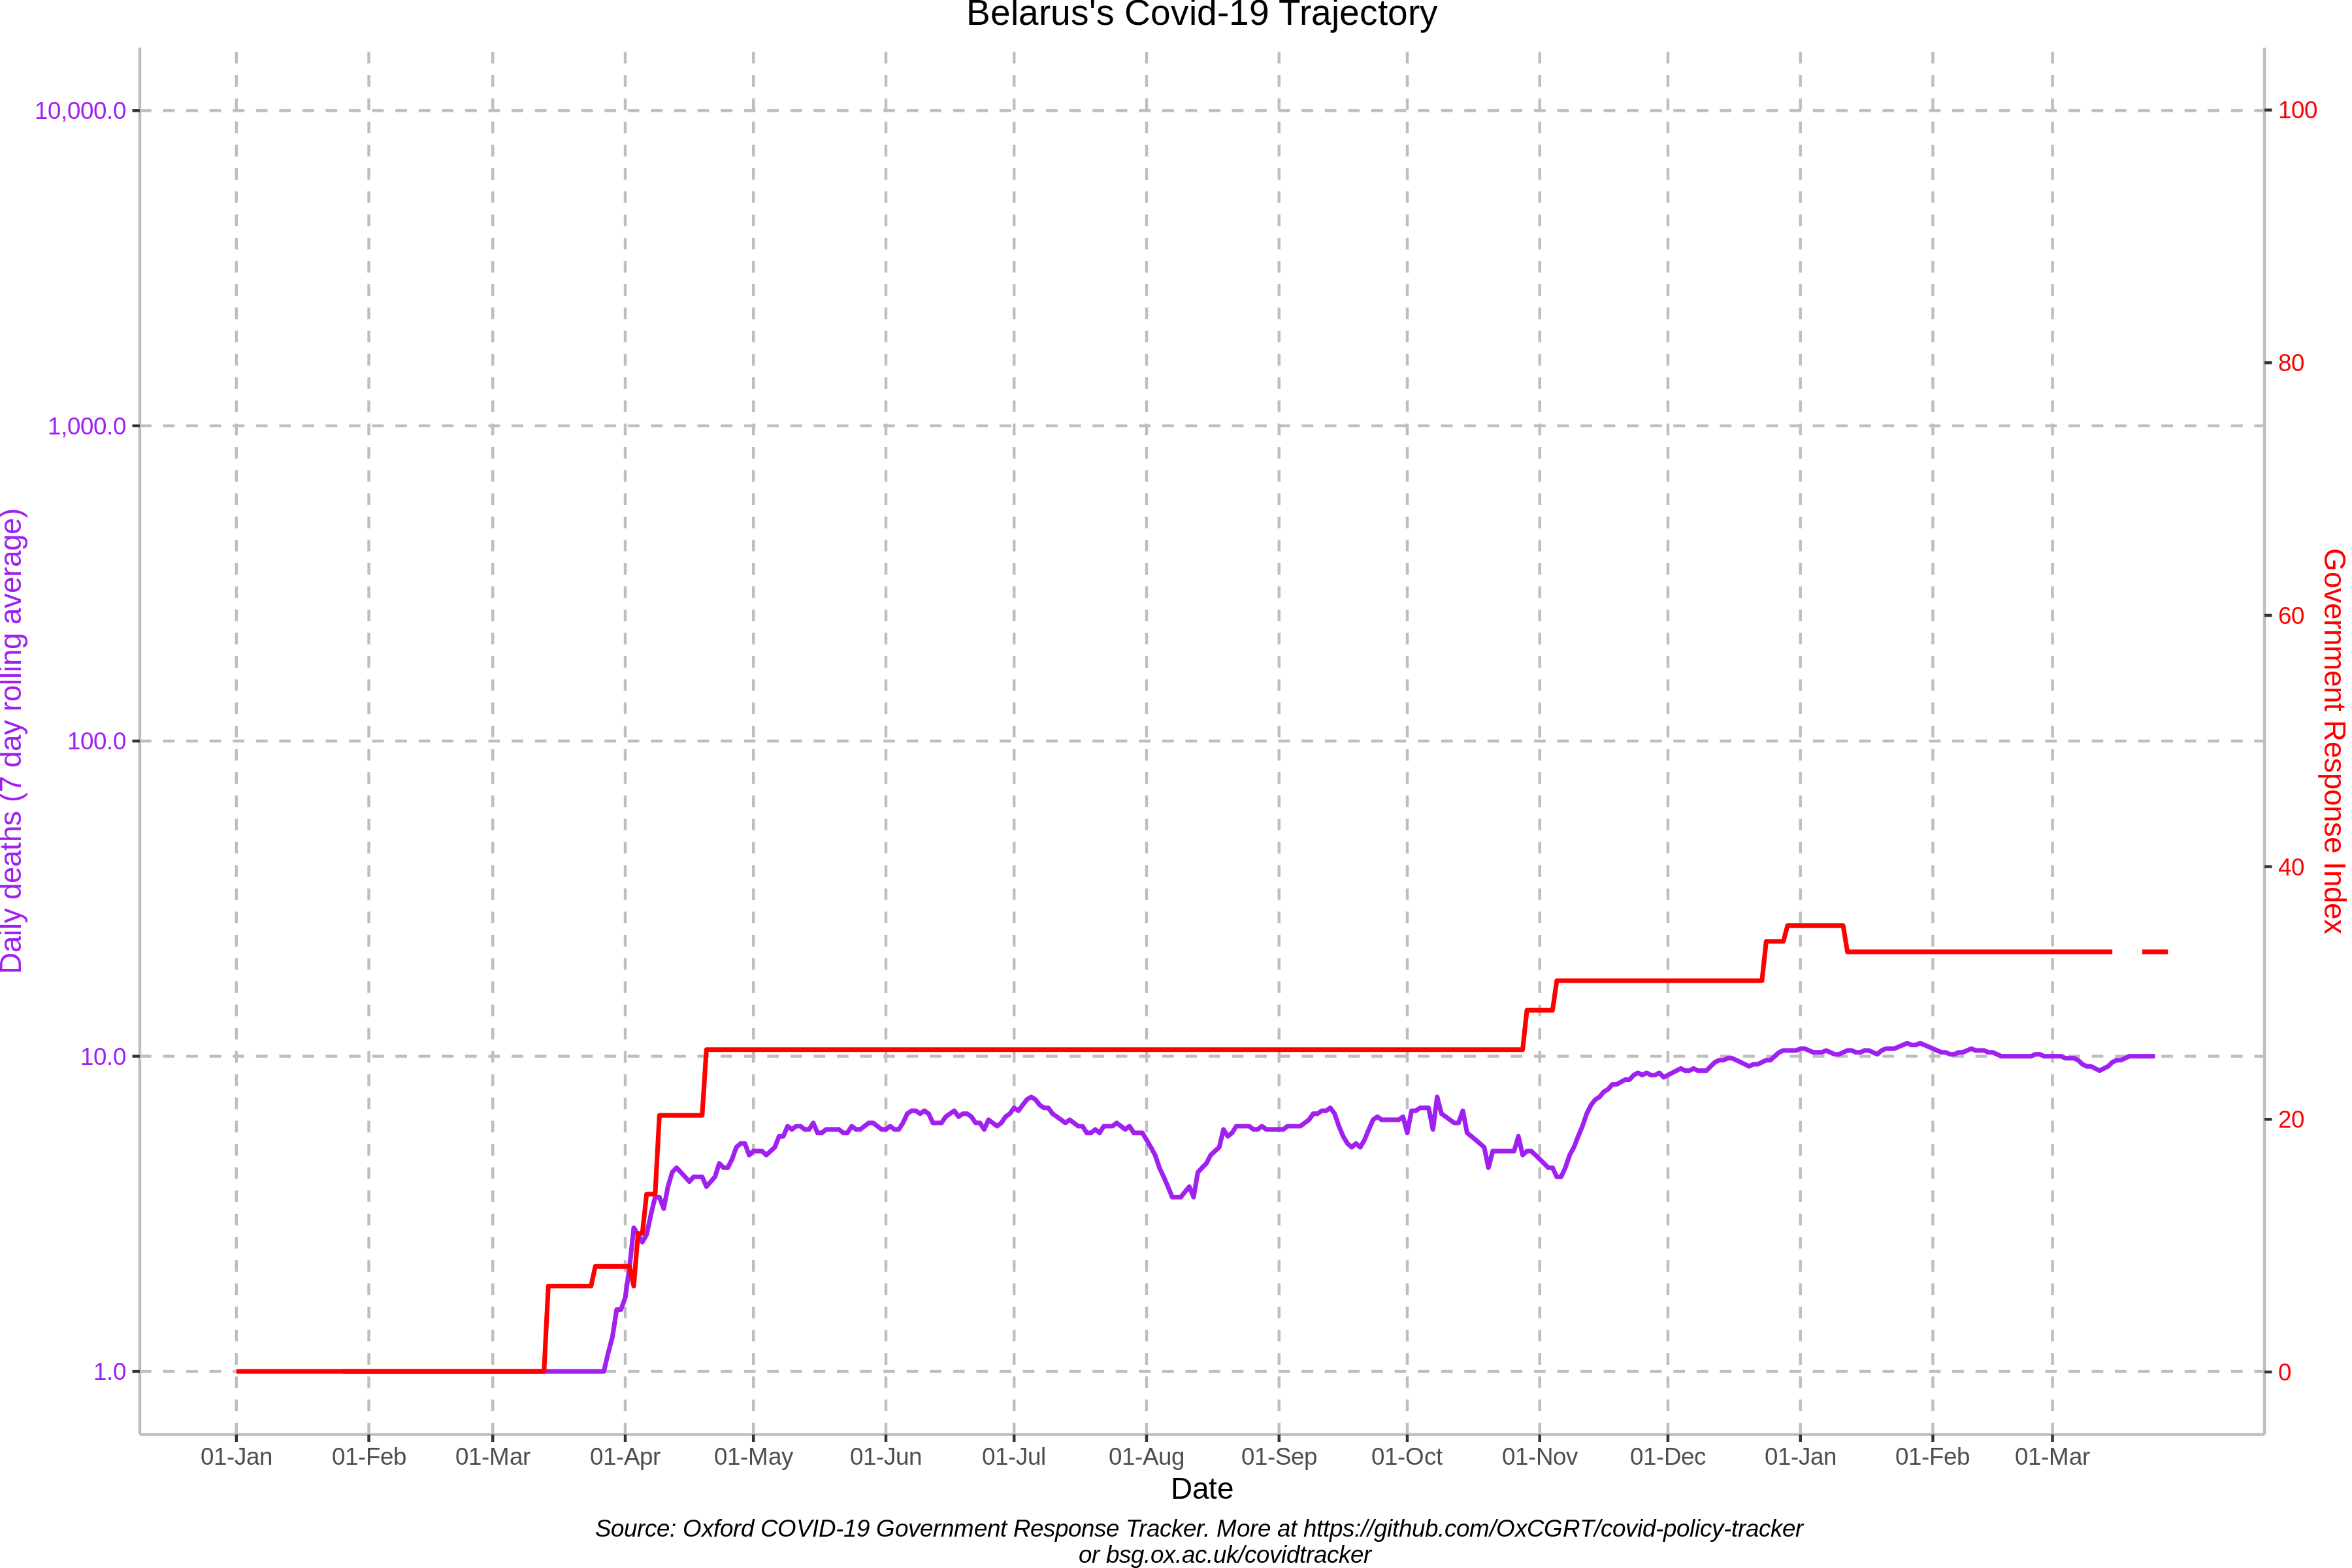 Belarus's Covid-19 Trajectory
Daily deaths (7 day rolling average)
10,000.0
1,000.0
100.0
10.0
1.0
100
80
60
40
20
0
Government Response Index
01-Jan 01-Feb 01-Mar 01-Apr 01-May 01-Jun 01-Jul 01-Aug 01-Sep 01-Oct 01-Nov 01-Dec 01-Jan 01-Feb 01-Mar
Date
Source: Oxford COVID-19 Government Response Tracker. More at https://github.com/OxCGRT/covid-policy-tracker
or bsg.ox.ac.uk/covidtracker